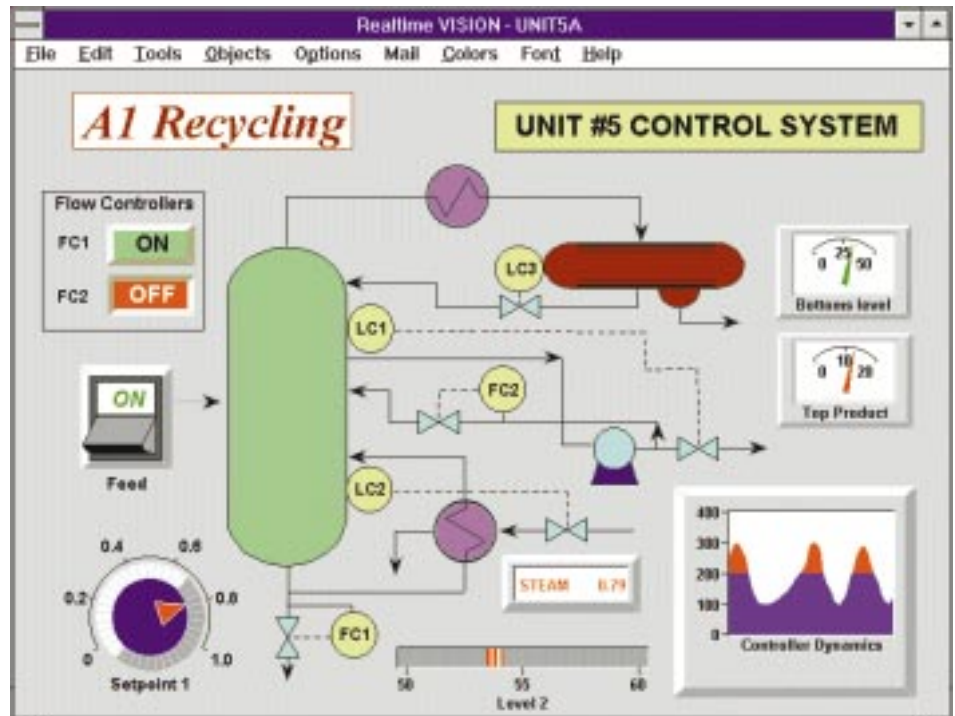 Realtime VISION - UNIT5A
File Edit Tools Objects Options Mail Colors Font Help
A1 Recycling
UNIT #5 CONTROL SYSTEM
Flow Controllers
FC1 ON
FC2 OFF
LC3
0 25 50
Bottoms level
LC1
0 10 20
Top Product
FC2
ON
Feed
LC2
STEAM 0.79
400
300
200
100
0
Controller Dynamics
0 0.2 0.4 0.6 0.8 1.0
Setpoint 1
FC1
50 55 60
Level 2